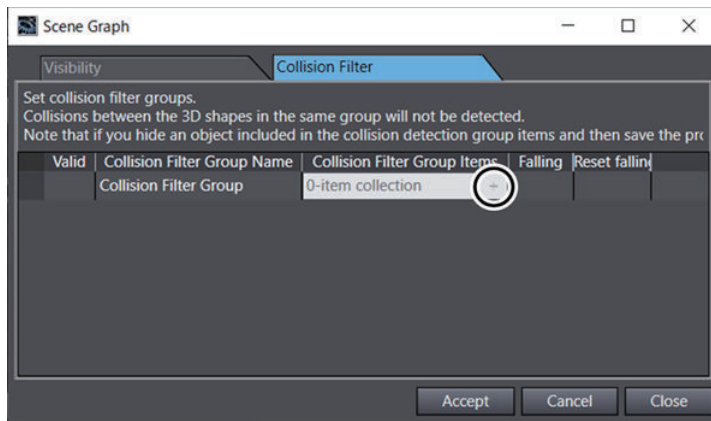 Scene Graph
Visibility
Collision Filter
Set collision filter groups.
Collisions between the 3D shapes in the same group will not be detected.
Note that if you hide an object included in the collision detection group items and then save the pro
Valid Collision Filter Group Name Collision Filter Group Items Falling Reset falling
Collision Filter Group 0-item collection +
Accept Cancel Close